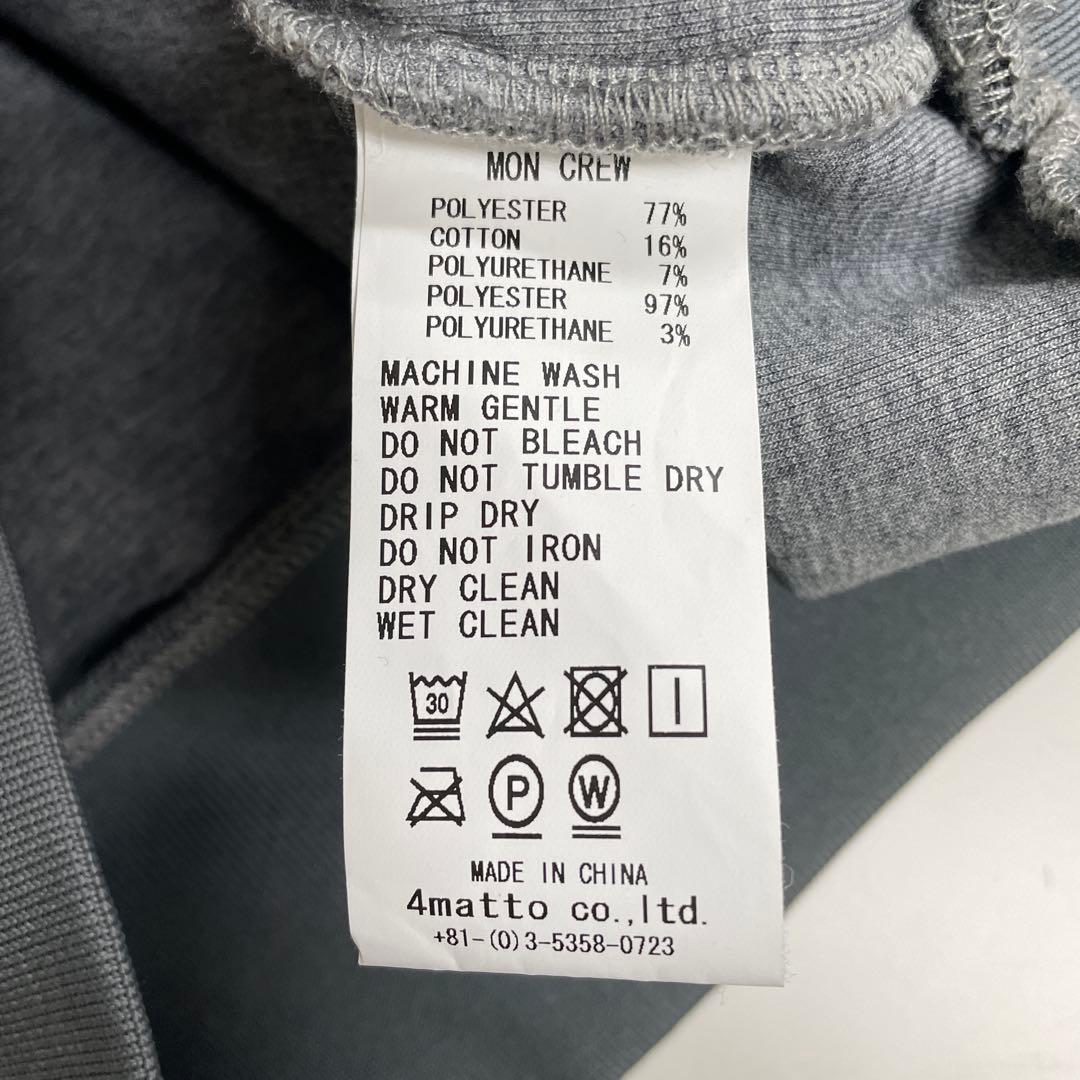 MON CREW
POLYESTER 77%
COTTON 16%
POLYURETHANE 7%
POLYESTER 97%
POLYURETHANE 3%
MACHINE WASH
WARM GENTLE
DO NOT BLEACH
DO NOT TUMBLE DRY
DRIP DRY
DO NOT IRON
DRY CLEAN
WET CLEAN
30
P W
MADE IN CHINA
4matto co.,ltd.
+81-(0)3-5358-0723